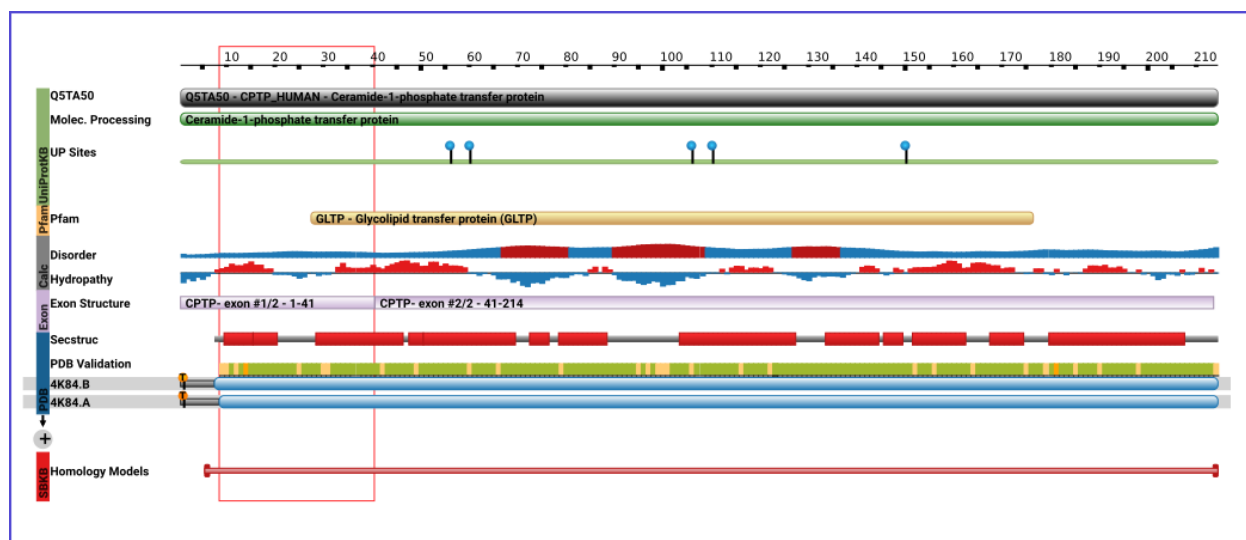 10 20 30 40 50 60 70 80 90 100 110 120 130 140 150 160 170 180 190 200 210
Q5TA50
Q5TA50 - CPTP_HUMAN - Ceramide-1-phosphate transfer protein
Molec. Processing
Ceramide-1-phosphate transfer protein
UniProtKB
UP Sites
Pfam
Pfam
GLTP - Glycolipid transfer protein (GLTP)
Calc
Disorder
Hydropathy
Exon
Exon Structure
CPTP- exon #1/2 - 1-41
CPTP- exon #2/2 - 41-214
PDB
Secstruc
PDB Validation
4K84.B
T
4K84.A
T
+
SBKB
Homology Models